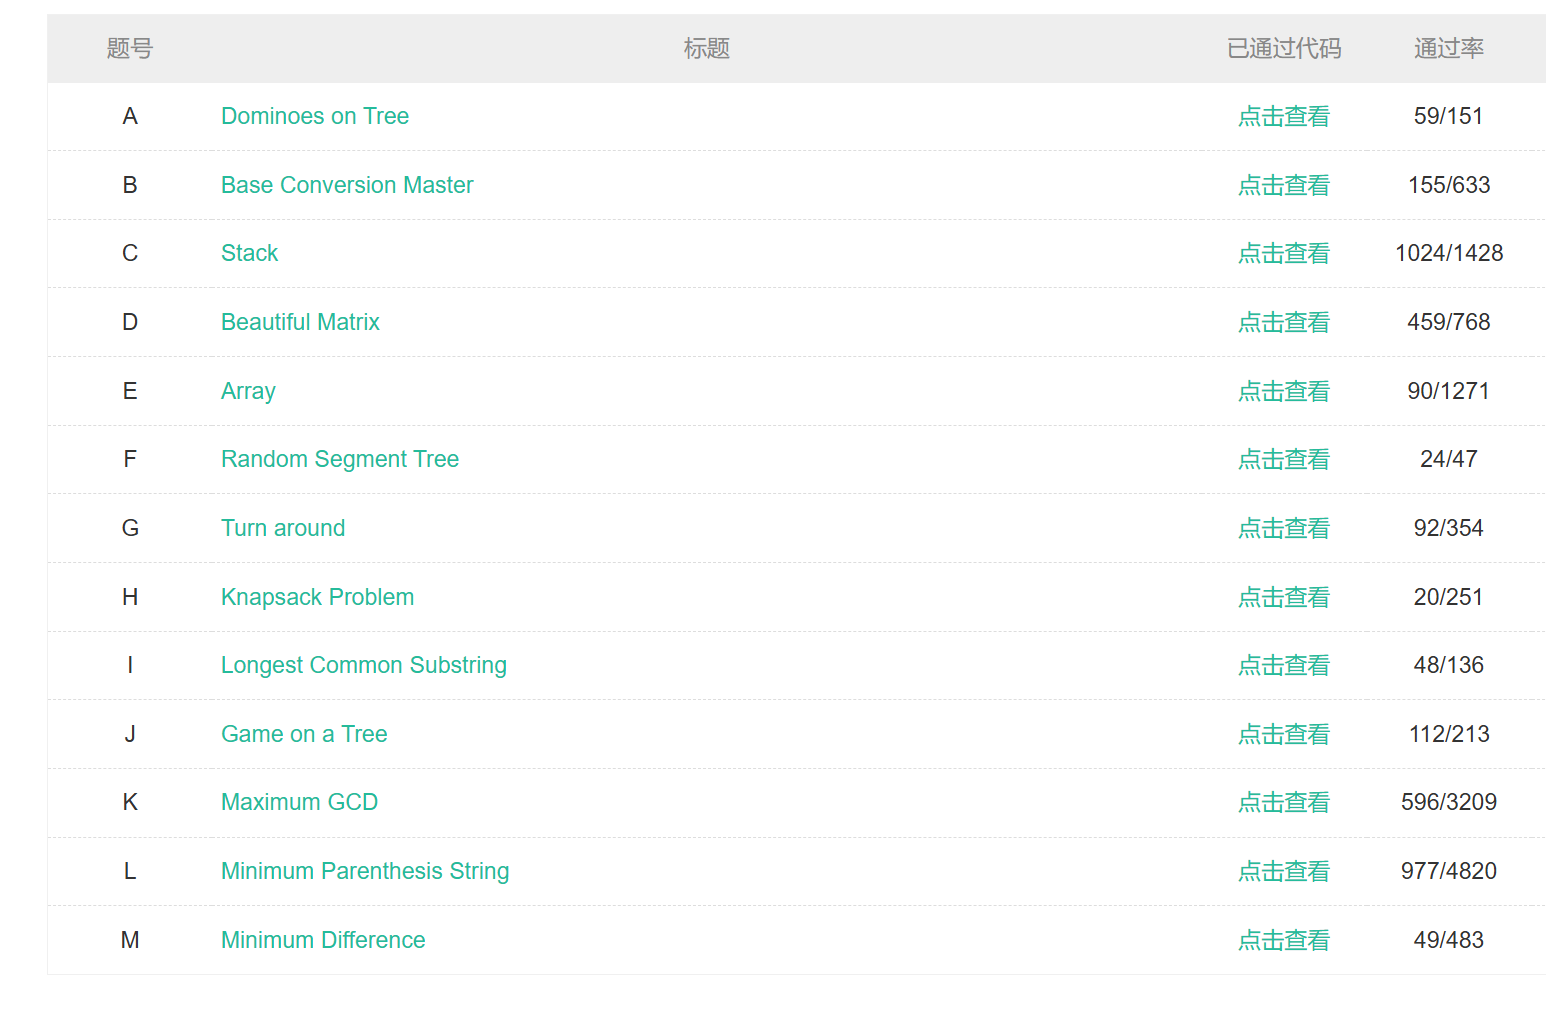 题号 标题 已通过代码 通过率
A Dominoes on Tree 点击查看 59/151
B Base Conversion Master 点击查看 155/633
C Stack 点击查看 1024/1428
D Beautiful Matrix 点击查看 459/768
E Array 点击查看 90/1271
F Random Segment Tree 点击查看 24/47
G Turn around 点击查看 92/354
H Knapsack Problem 点击查看 20/251
I Longest Common Substring 点击查看 48/136
J Game on a Tree 点击查看 112/213
K Maximum GCD 点击查看 596/3209
L Minimum Parenthesis String 点击查看 977/4820
M Minimum Difference 点击查看 49/483